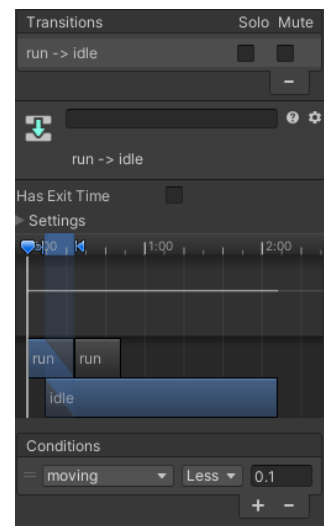 Transitions Solo Mute
run -> idle
run -> idle
Has Exit Time
Settings
1:00 2:00
run run
idle
Conditions
moving Less 0.1